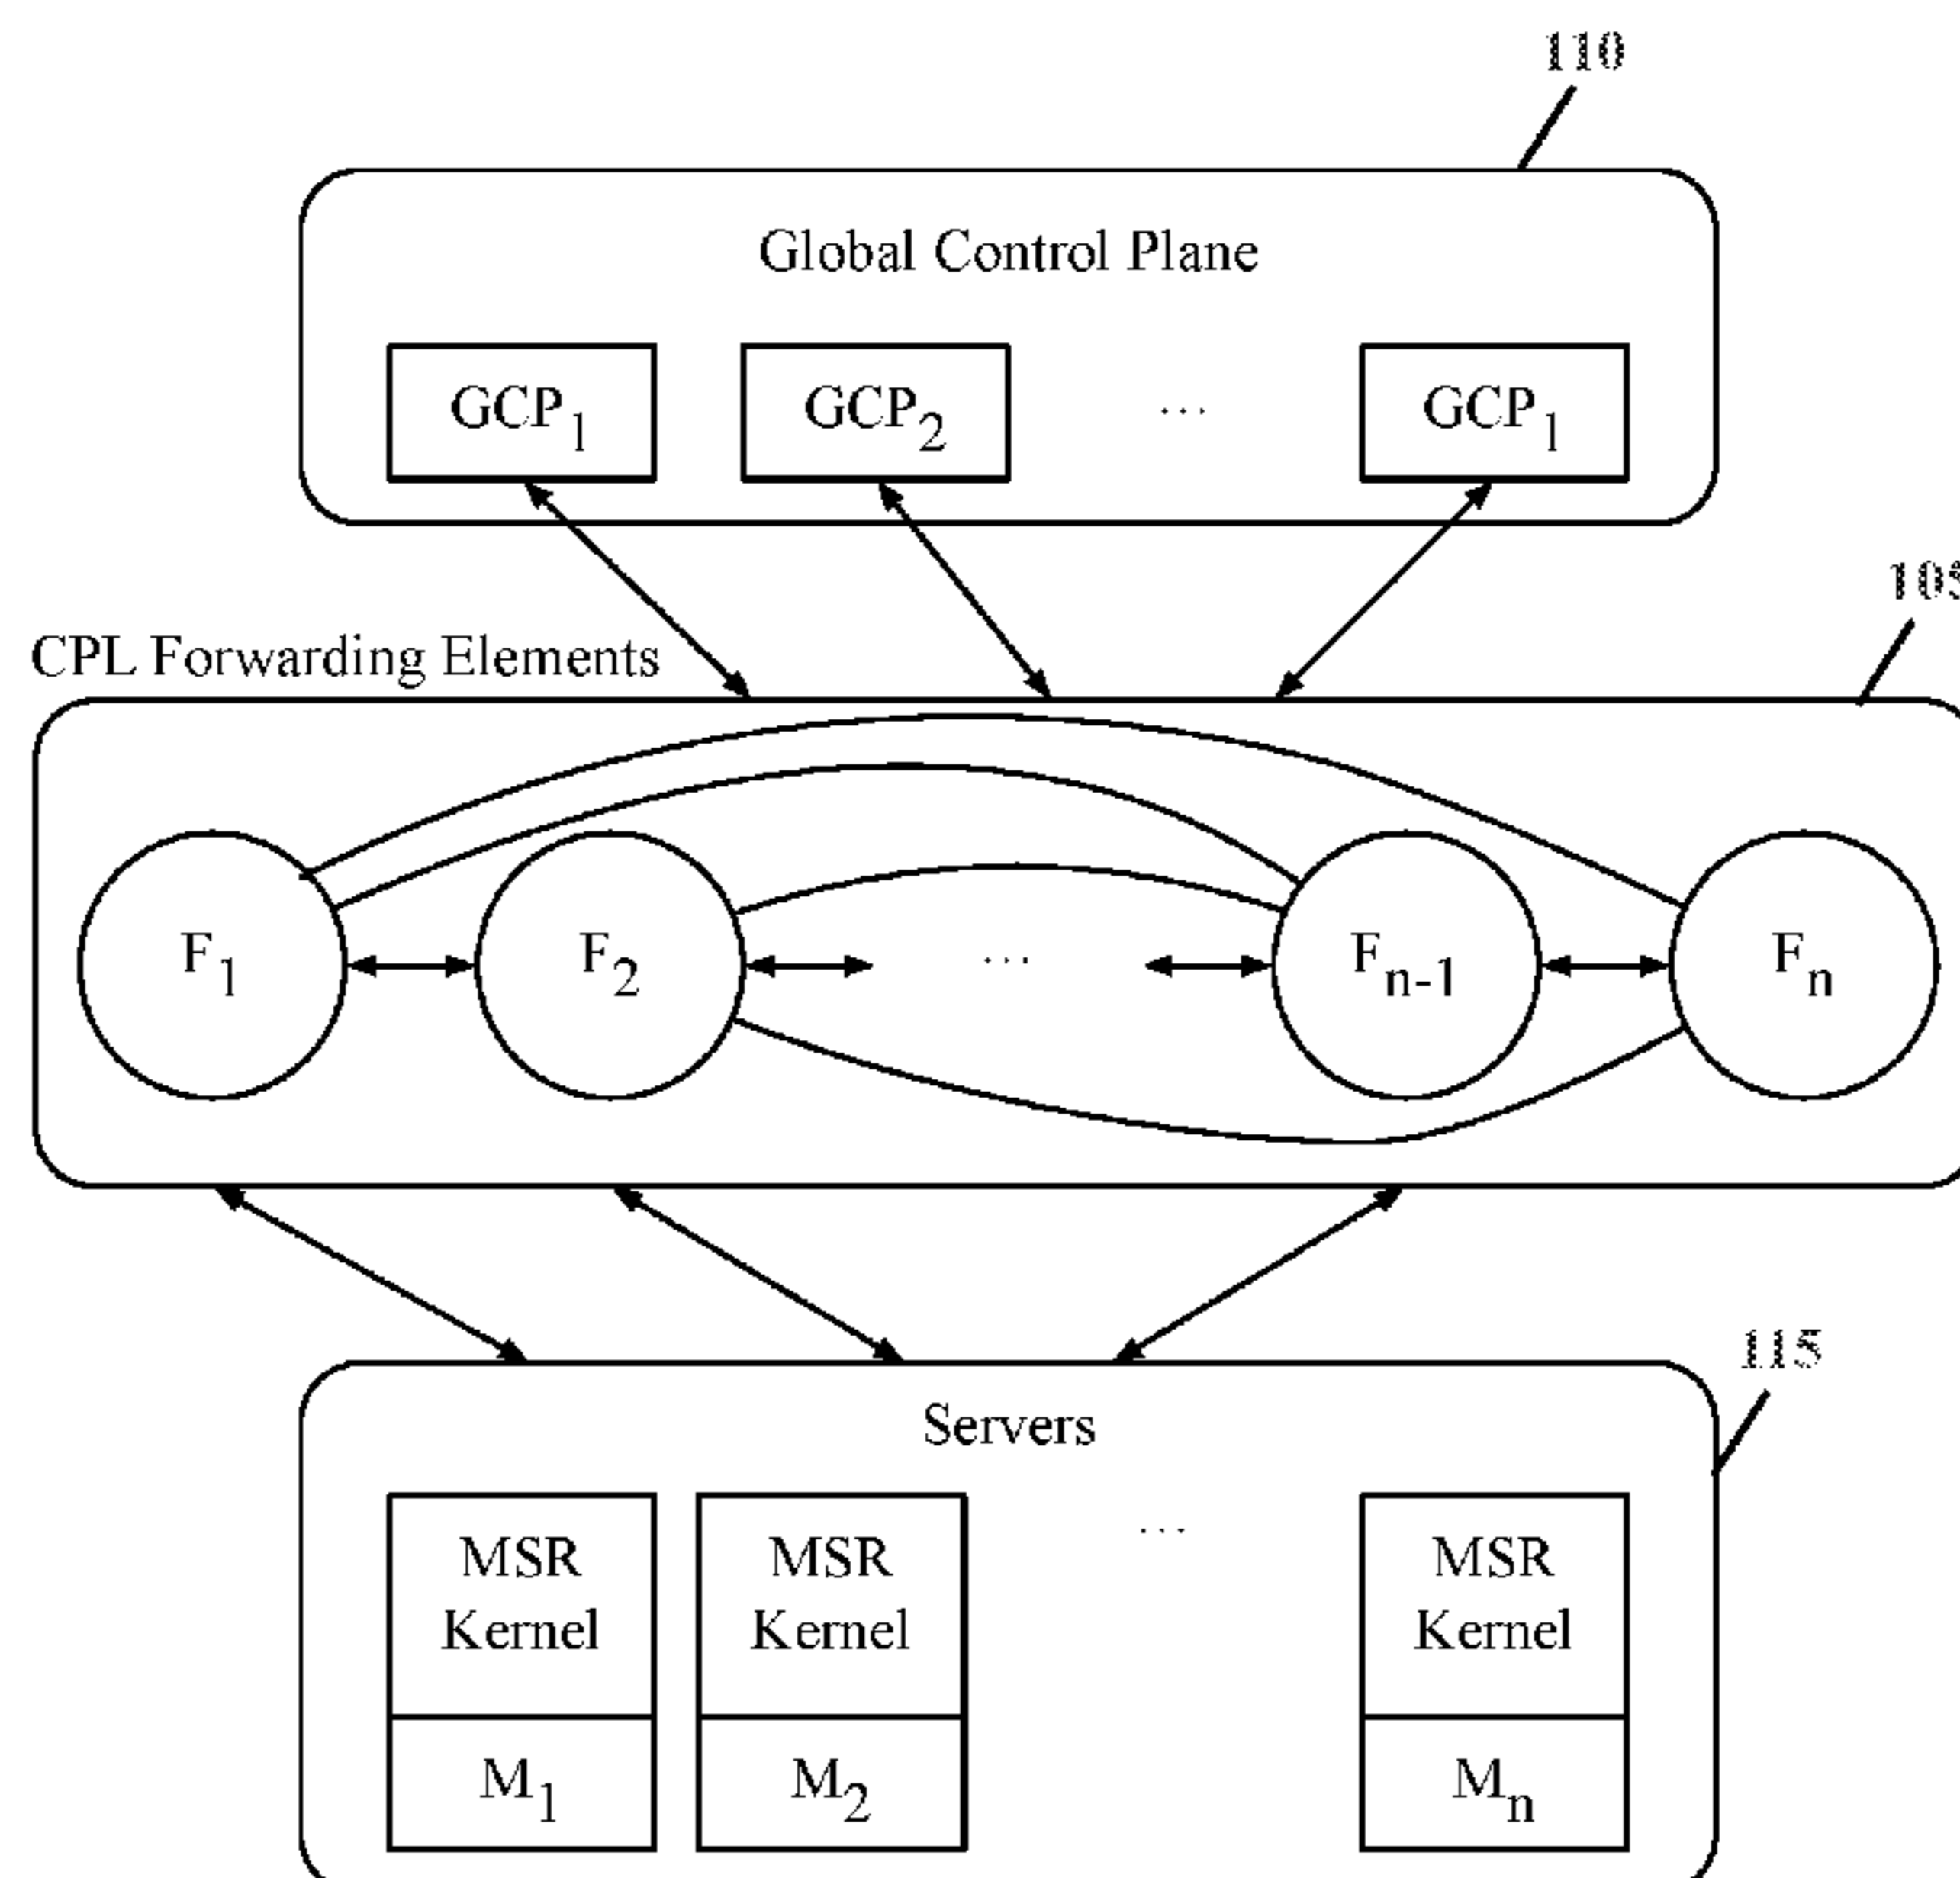 110
Global Control Plane
GCP1 GCP2 ... GCP1
105
CPL Forwarding Elements
F1 F2 ... Fn-1 Fn
115
Servers
MSR Kernel MSR Kernel ... MSR Kernel
M1 M2 Mn